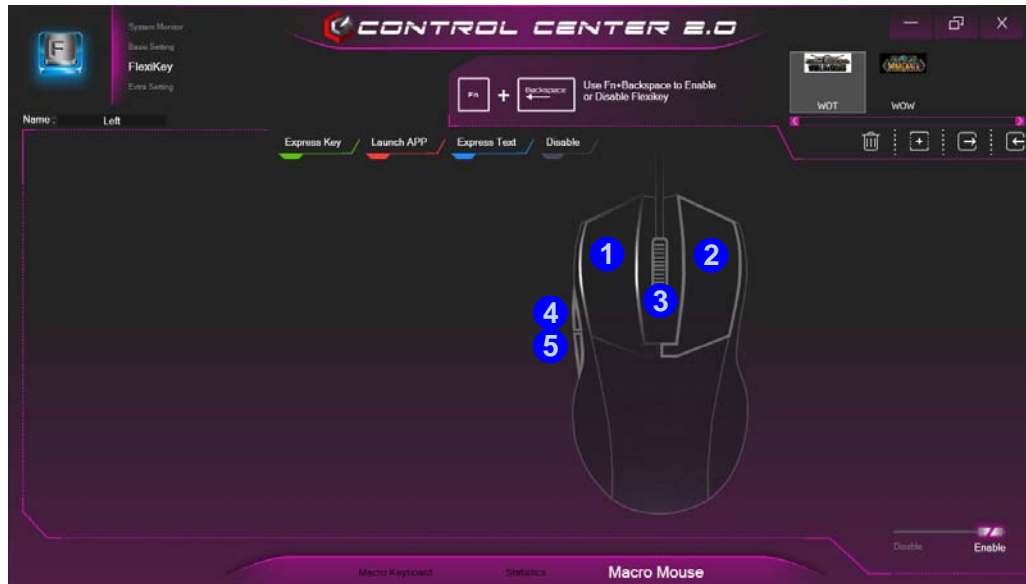 F
System Monitor
Basic Setting
FlexiKey
Extra Setting
CONTROL CENTER 2.0
X
Fn + Backspace
Use Fn+Backspace to Enable
or Disable Flexikey
WARCRAFT
WOT WOW
Name : Left
Express Key Launch APP Express Text Disable
1 2
3
4
5
Disable Enable
Macro Keyboard Statistics Macro Mouse